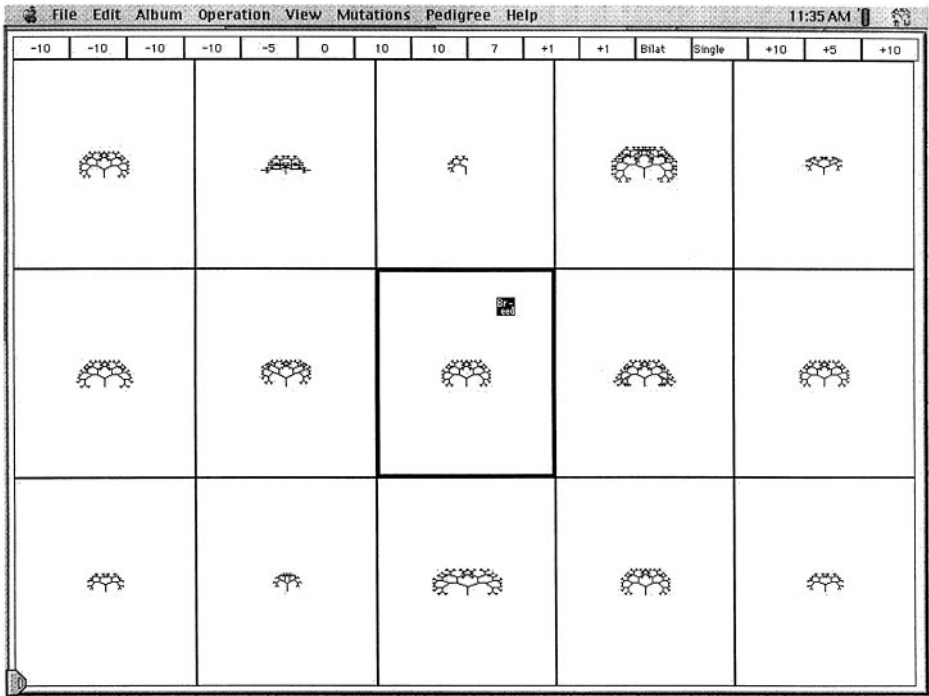 File Edit Album Operation View Mutations Pedigree Help 11:35 AM
-10 -10 -10 -10 -5 0 10 10 7 +1 +1 Bilat Single +10 +5 +10
Br-
eed